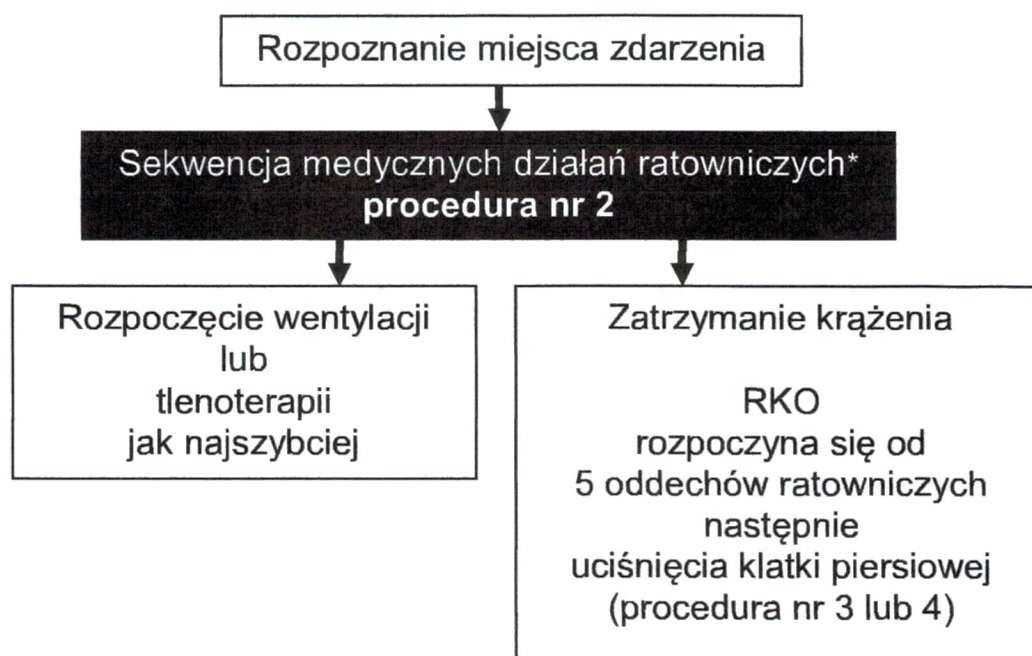 Rozpoznanie miejsca zdarzenia
Sekwencja medycznych działań ratowniczych*
procedura nr 2
Rozpoczęcie wentylacji
lub
tlenoterapii
jak najszybciej
Zatrzymanie krążenia
RKO
rozpoczyna się od
5 oddechów ratowniczych
następnie
uciśnięcia klatki piersiowej
(procedura nr 3 lub 4)